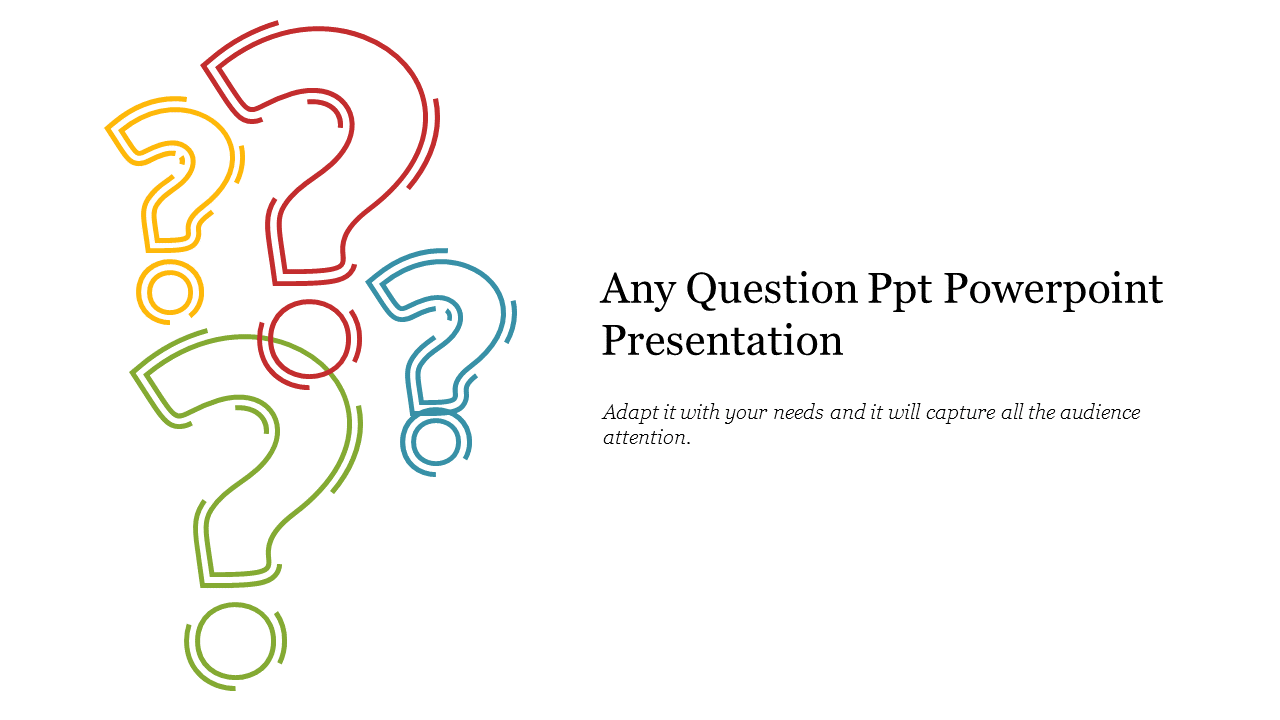 Any Question Ppt Powerpoint
Presentation
Adapt it with your needs and it will capture all the audience
attention.